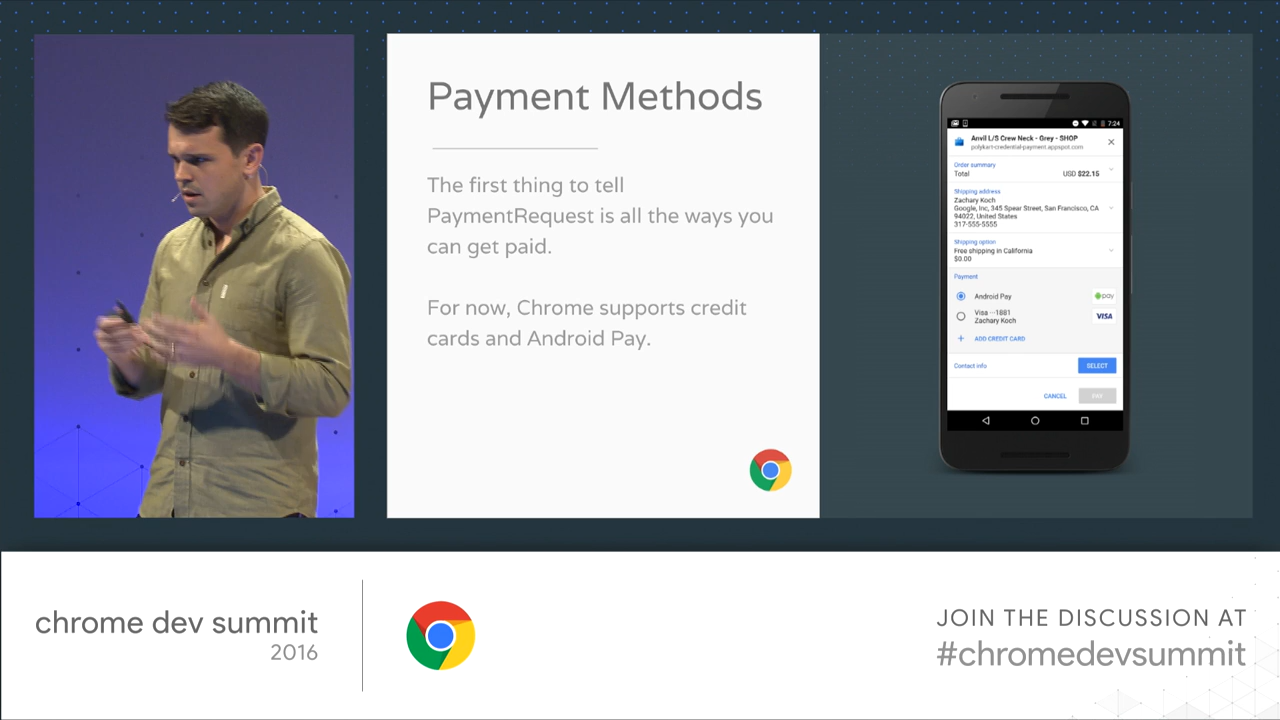 Payment Methods
The first thing to tell
PaymentRequest is all the ways you
can get paid.
For now, Chrome supports credit
cards and Android Pay.
7:24
Anvil L/S Crew Neck - Grey - SHOP
polykart-credential-payment.appspot.com
Order summary
Total USD $22.15
Shipping address
Zachary Koch
Google, Inc, 345 Spear Street, San Francisco, CA
94022, United States
317-555-5555
Shipping option
Free shipping in California
$0.00
Payment
Android Pay pay
Visa ···1881 VISA
Zachary Koch
+ ADD CREDIT CARD
Contact info SELECT
CANCEL PAY
chrome dev summit
2016
JOIN THE DISCUSSION AT
#chromedevsummit